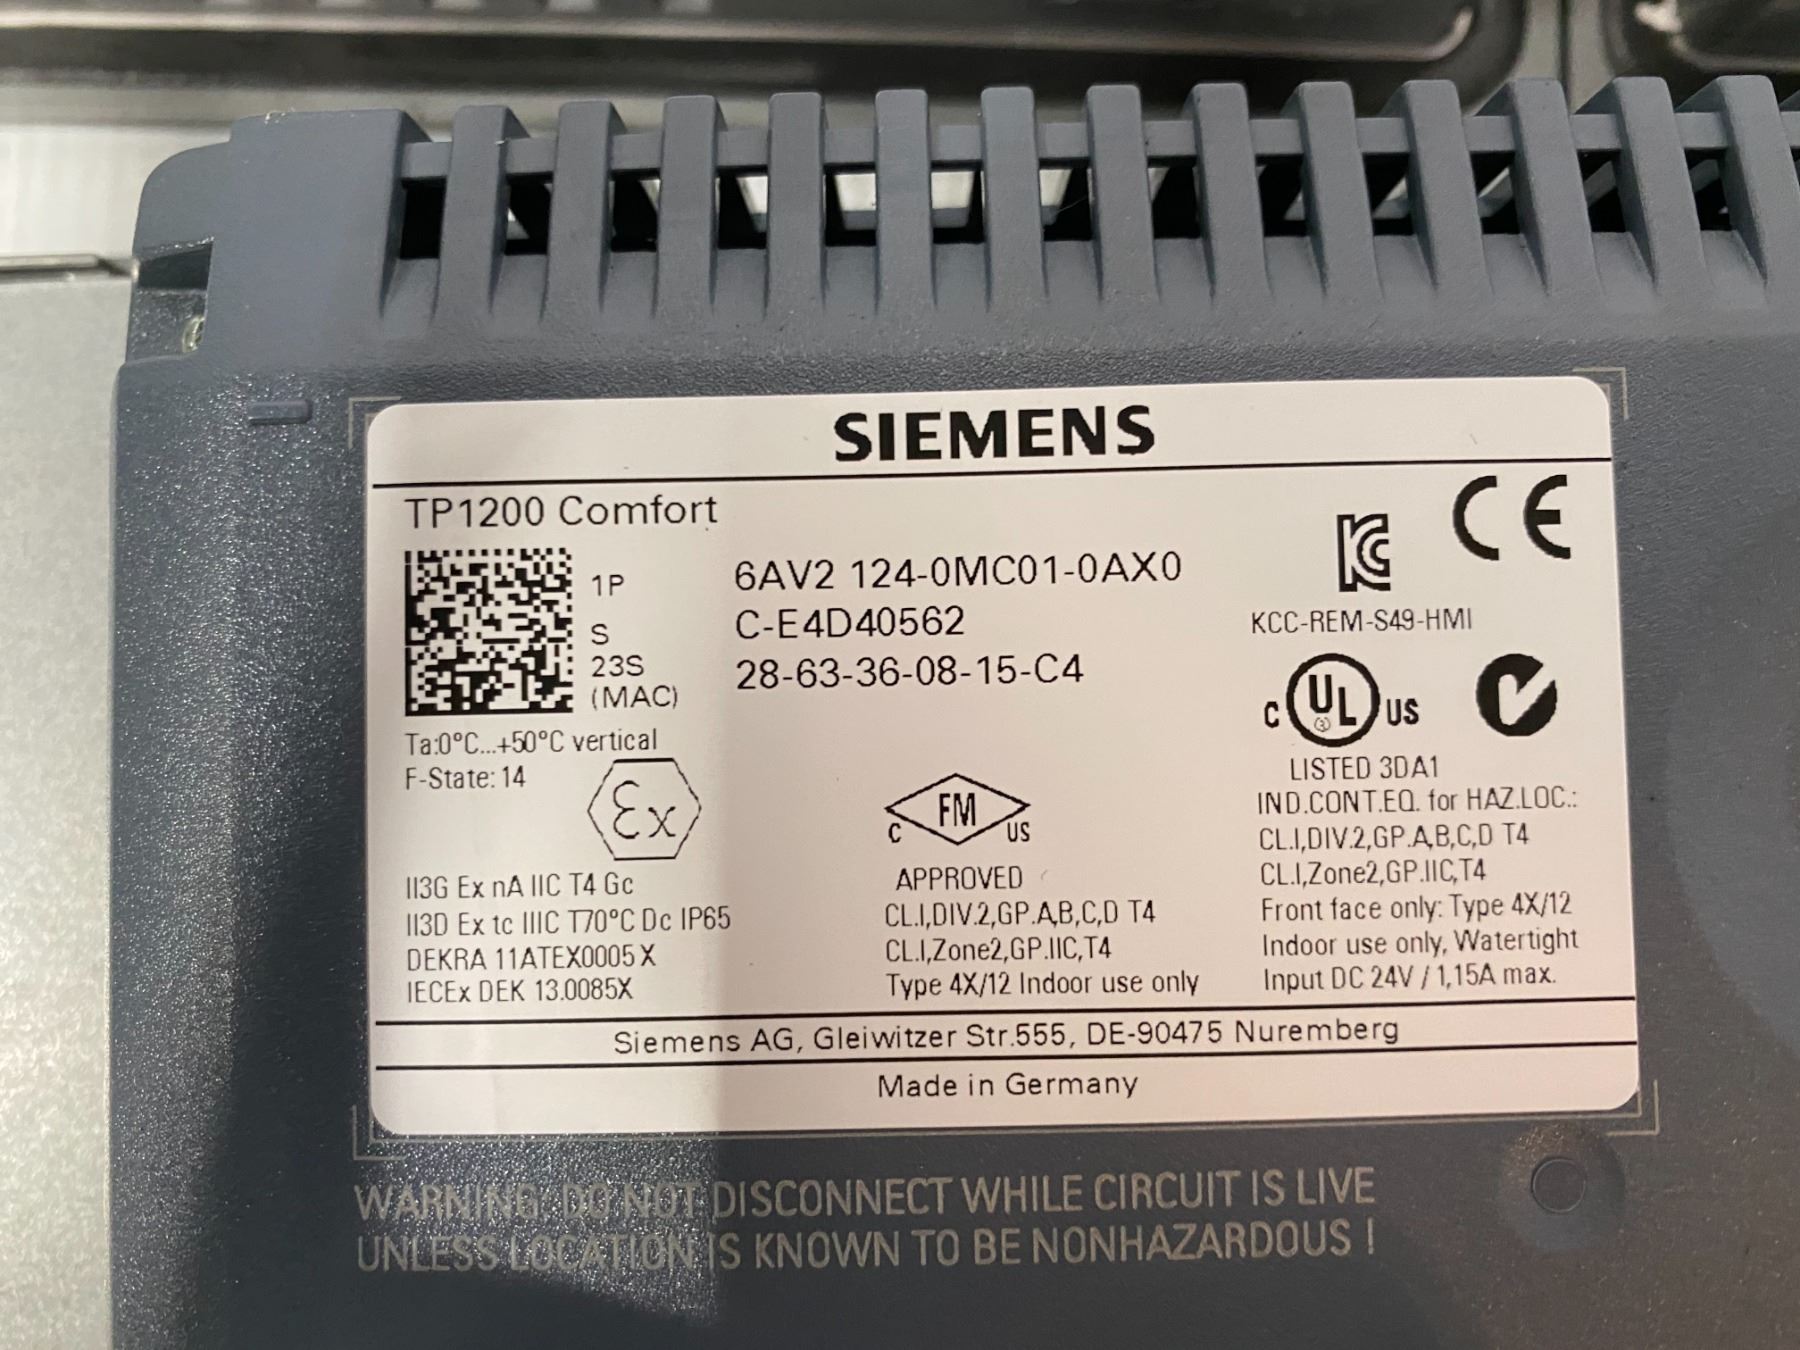 SIEMENS
TP1200 Comfort
1P 6AV2 124-0MC01-0AX0
S C-E4D40562
23S (MAC) 28-63-36-08-15-C4
Ta:0°C...+50°C vertical
F-State: 14
Ex
II3G Ex nA IIC T4 Gc
II3D Ex tc IIIC T70°C Dc IP65
DEKRA 11ATEX0005 X
IECEx DEK 13.0085X
FM
C US
APPROVED
CL.I,DIV.2,GP.A,B,C,D T4
CL.I,Zone2,GP.IIC,T4
Type 4X/12 Indoor use only
CE
KCC-REM-S49-HMI
C UL US
LISTED 3DA1
IND.CONT.EQ. for HAZ.LOC.:
CL.I,DIV.2,GP.A,B,C,D T4
CL.I,Zone2,GP.IIC,T4
Front face only: Type 4X/12
Indoor use only, Watertight
Input DC 24V / 1,15A max.
Siemens AG, Gleiwitzer Str.555, DE-90475 Nuremberg
Made in Germany
WARNING: DO NOT DISCONNECT WHILE CIRCUIT IS LIVE
UNLESS LOCATION IS KNOWN TO BE NONHAZARDOUS !